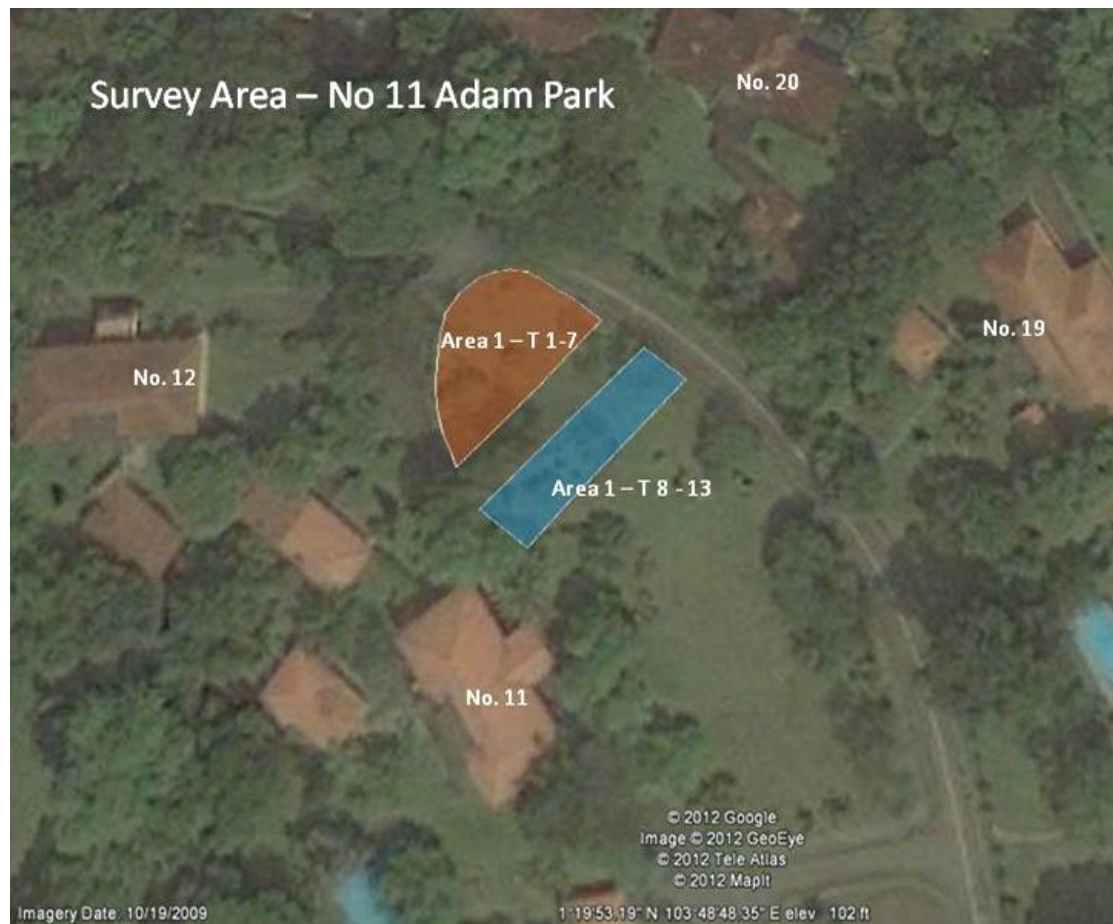 Survey Area – No 11 Adam Park
No. 20
No. 19
Area 1 – T 1-7
No. 12
Area 1 – T 8 - 13
No. 11
© 2012 Google
Image © 2012 GeoEye
© 2012 Tele Atlas
© 2012 MapIt
Imagery Date: 10/19/2009
1°19'53.19" N 103°48'48.35" E elev 102 ft